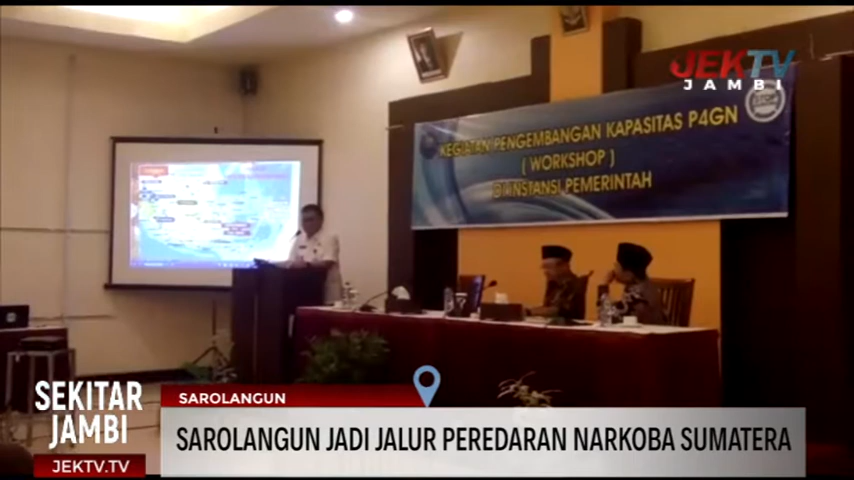 JEKTV
JAMBI
KEGIATAN PENGEMBANGAN KAPASITAS P4GN
( WORKSHOP )
DI INSTANSI PEMERINTAH
SEKITAR
JAMBI
JEKTV.TV
SAROLANGUN
SAROLANGUN JADI JALUR PEREDARAN NARKOBA SUMATERA